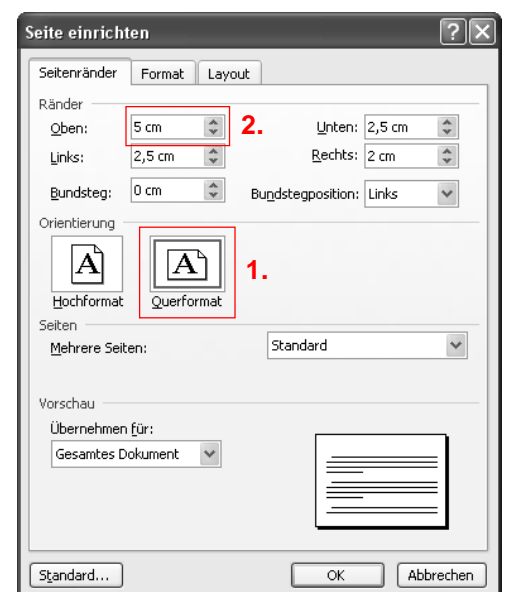 Seite einrichten
Seitenränder Format Layout
Ränder
Oben: 5 cm 2. Unten: 2,5 cm
Links: 2,5 cm Rechts: 2 cm
Bundsteg: 0 cm Bundstegposition: Links
Orientierung
A A 1.
Hochformat Querformat
Seiten
Mehrere Seiten: Standard
Vorschau
Übernehmen für:
Gesamtes Dokument
Standard... OK Abbrechen